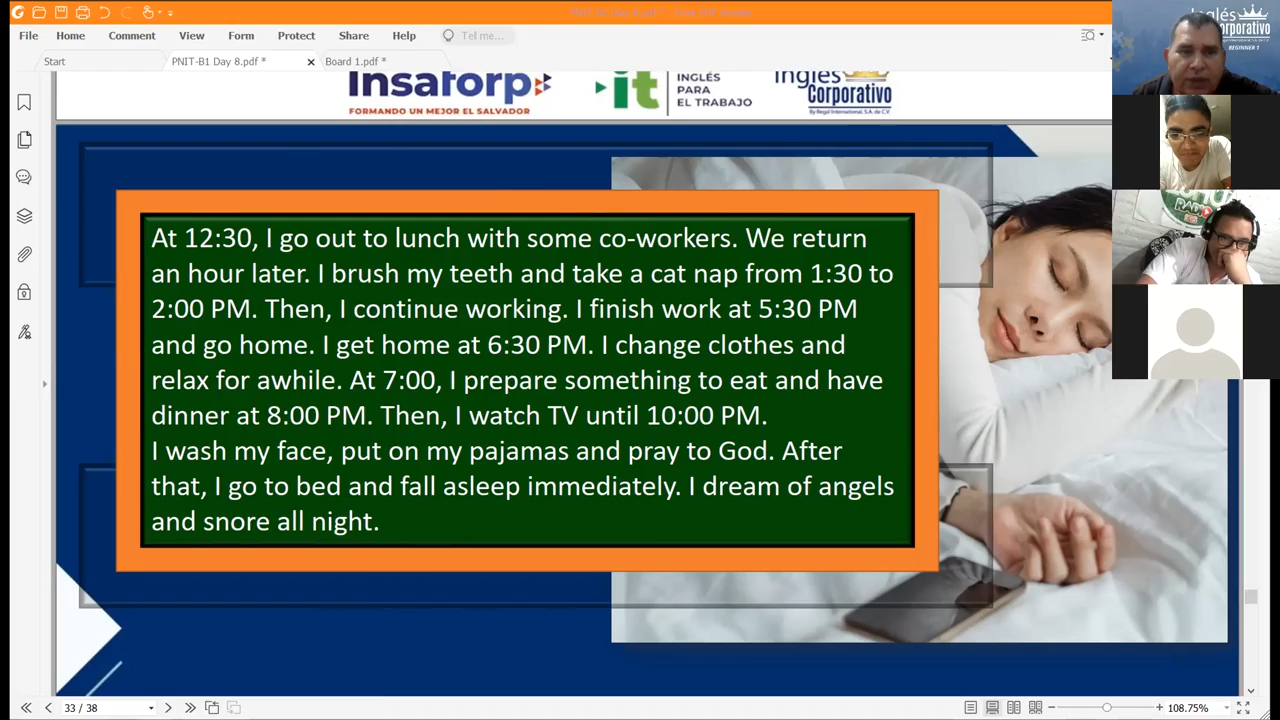 File Home Comment View Form Protect Share Help Tell me...
Start PNIT-B1 Day 8.pdf * Board 1.pdf *
Insaforp
FORMANDO UN MEJOR EL SALVADOR
it
INGLÉS
PARA
EL TRABAJO
Inglés
Corporativo
By Regal International, S.A. de C.V.
Inglés
Corporativo
BEGINNER 1
RADIO
At 12:30, I go out to lunch with some co-workers. We return
an hour later. I brush my teeth and take a cat nap from 1:30 to
2:00 PM. Then, I continue working. I finish work at 5:30 PM
and go home. I get home at 6:30 PM. I change clothes and
relax for awhile. At 7:00, I prepare something to eat and have
dinner at 8:00 PM. Then, I watch TV until 10:00 PM.
I wash my face, put on my pajamas and pray to God. After
that, I go to bed and fall asleep immediately. I dream of angels
and snore all night.
33 / 38
108.75%